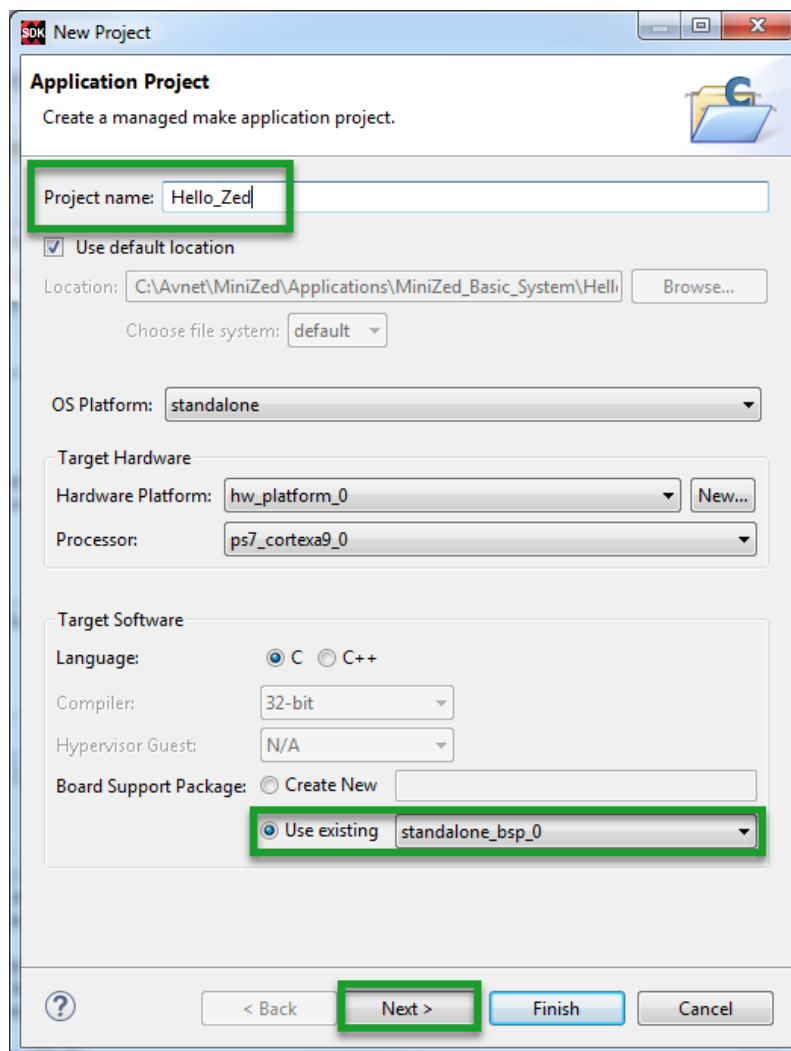 SDK New Project
Application Project
Create a managed make application project.
Project name: Hello_Zed
Use default location
Location: C:\Avnet\MiniZed\Applications\MiniZed_Basic_System\Hell Browse...
Choose file system: default
OS Platform: standalone
Target Hardware
Hardware Platform: hw_platform_0 New...
Processor: ps7_cortexa9_0
Target Software
Language: C C++
Compiler: 32-bit
Hypervisor Guest: N/A
Board Support Package: Create New
Use existing standalone_bsp_0
? < Back Next > Finish Cancel